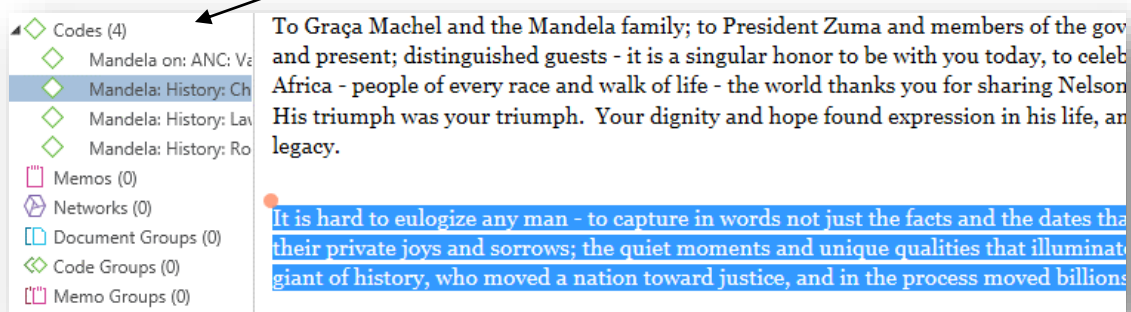 Codes (4)
Mandela on: ANC: Va
Mandela: History: Ch
Mandela: History: Law
Mandela: History: Ro
Memos (0)
Networks (0)
Document Groups (0)
Code Groups (0)
Memo Groups (0)
To Graça Machel and the Mandela family; to President Zuma and members of the gov
and present; distinguished guests - it is a singular honor to be with you today, to celeb
Africa - people of every race and walk of life - the world thanks you for sharing Nelson
His triumph was your triumph. Your dignity and hope found expression in his life, an
legacy.
It is hard to eulogize any man - to capture in words not just the facts and the dates tha
their private joys and sorrows; the quiet moments and unique qualities that illuminate
giant of history, who moved a nation toward justice, and in the process moved billions